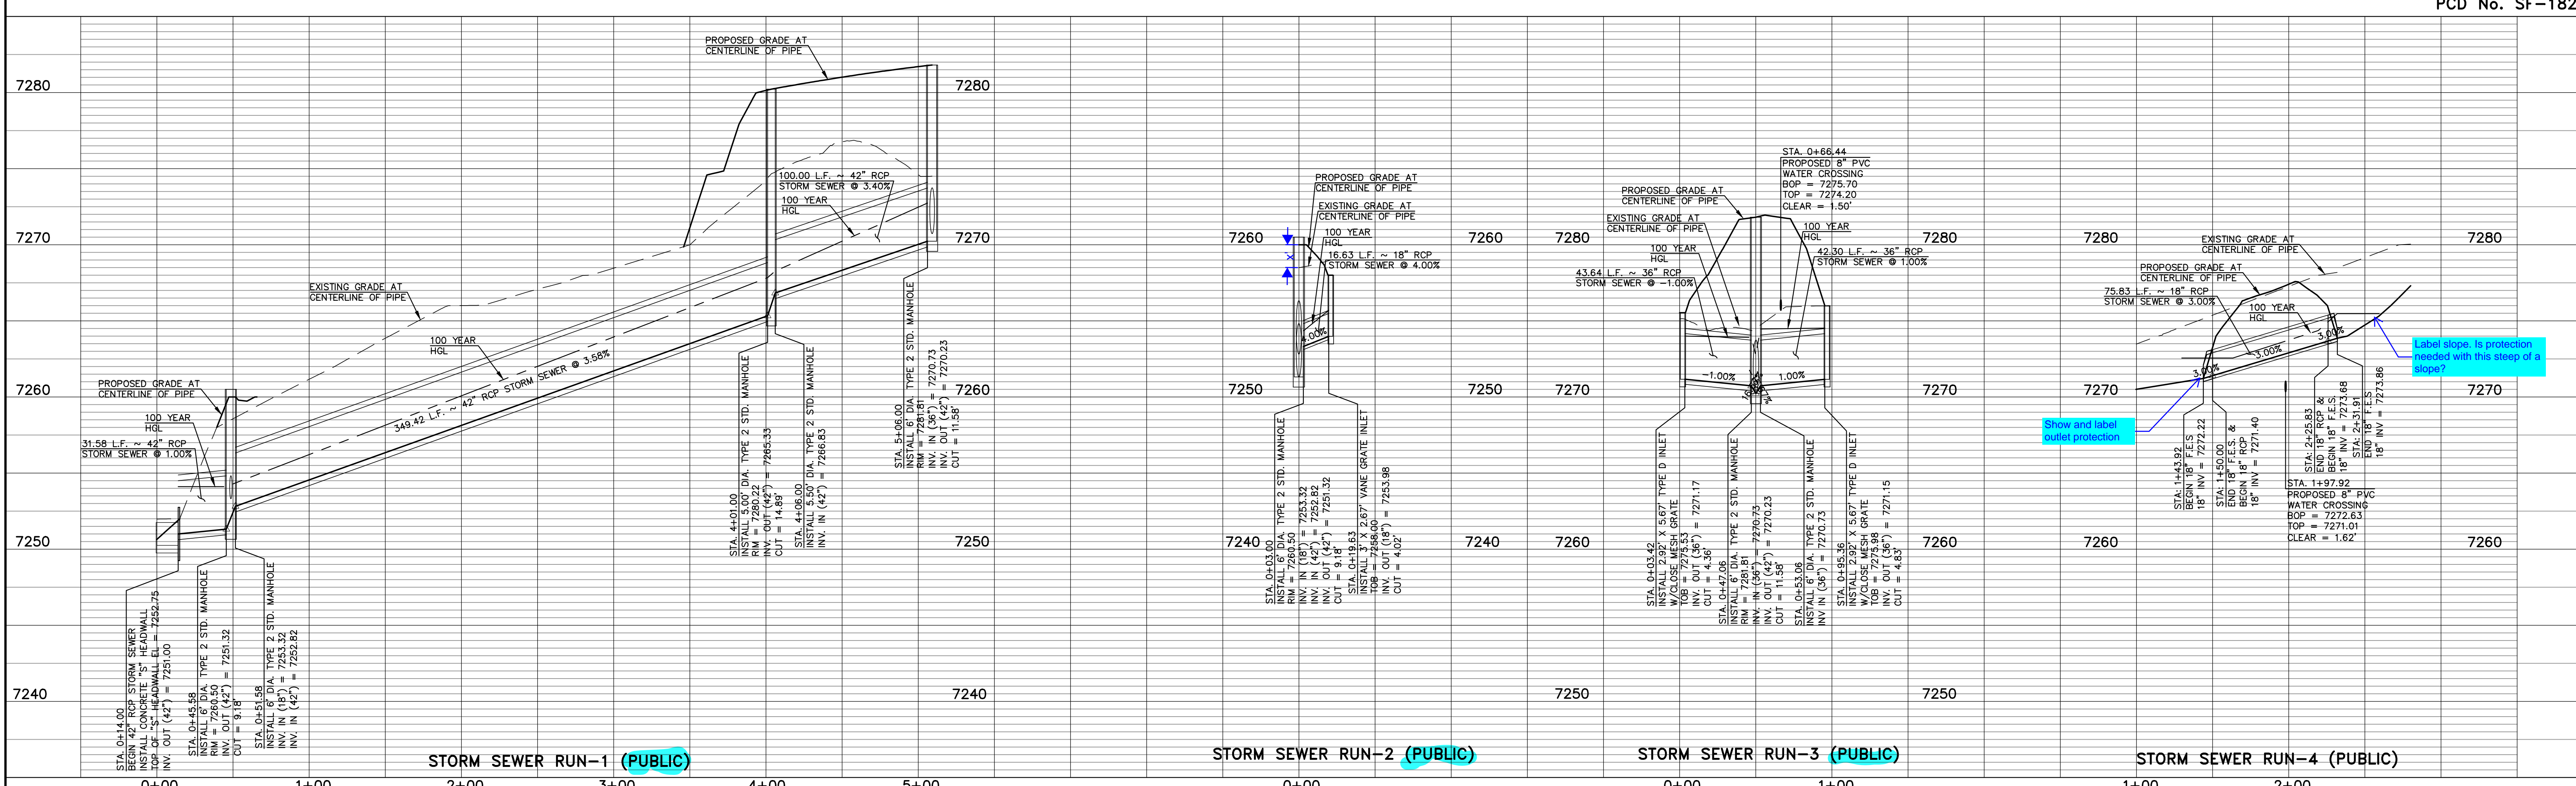 PCD No. SF-182
7280
7270
7260
7250
7240
PROPOSED GRADE AT
CENTERLINE OF PIPE
100.00 L.F. ~ 42" RCP
STORM SEWER @ 3.40%
100 YEAR
HGL
EXISTING GRADE AT
CENTERLINE OF PIPE
100 YEAR
HGL
349.42 L.F. ~ 42" RCP STORM SEWER @ 3.58%
PROPOSED GRADE AT
CENTERLINE OF PIPE
100 YEAR
HGL
31.58 L.F. ~ 42" RCP
STORM SEWER @ 1.00%
STA. 0+14.00
BEGIN 42" RCP STORM SEWER
INSTALL CONCRETE "S" HEADWALL
TOP OF "S" HEADWALL EL = 7252.75
INV. OUT (42") = 7251.00
STA. 0+45.58
INSTALL 6' DIA. TYPE 2 STD. MANHOLE
RIM = 7260.50
INV. OUT (42") = 7251.32
CUT = 9.18'
STA. 0+51.58
INSTALL 6' DIA. TYPE 2 STD. MANHOLE
INV. IN (18") = 7253.32
INV. IN (42") = 7252.82
STA. 4+01.00
INSTALL 5.00' DIA. TYPE 2 STD. MANHOLE
RIM = 7280.22
INV. OUT (42") = 7265.33
CUT = 14.89'
STA. 4+06.00
INSTALL 5.50' DIA. TYPE 2 STD. MANHOLE
INV. IN (42") = 7266.83
STA. 5+06.00
INSTALL 6' DIA. TYPE 2 STD. MANHOLE
RIM = 7281.81
INV. IN (36") = 7270.73
INV. OUT (42") = 7270.23
CUT = 11.58'
7280
7270
7260
7250
7240
STORM SEWER RUN-1 (PUBLIC)
0+00
1+00
2+00
3+00
4+00
5+00
7260
7250
7240
PROPOSED GRADE AT
CENTERLINE OF PIPE
EXISTING GRADE AT
CENTERLINE OF PIPE
100 YEAR
HGL
16.63 L.F. ~ 18" RCP
STORM SEWER @ 4.00%
X
4.00%
STA. 0+03.00
INSTALL 6' DIA. TYPE 2 STD. MANHOLE
RIM = 7260.50
INV. IN (18") = 7253.32
INV. IN (42") = 7252.82
INV. OUT (42") = 7251.32
CUT = 9.18'
STA. 0+19.63
INSTALL 3' X 2.67' VANE GRATE INLET
TOB = 7258.00
INV. OUT (18") = 7253.98
CUT = 4.02'
7260
7250
7240
STORM SEWER RUN-2 (PUBLIC)
0+00
7280
7270
7260
7250
STA. 0+66.44
PROPOSED 8" PVC
WATER CROSSING
BOP = 7275.70
TOP = 7274.20
CLEAR = 1.50'
PROPOSED GRADE AT
CENTERLINE OF PIPE
EXISTING GRADE AT
CENTERLINE OF PIPE
100 YEAR
HGL
43.64 L.F. ~ 36" RCP
STORM SEWER @ -1.00%
100 YEAR
HGL
42.30 L.F. ~ 36" RCP
STORM SEWER @ 1.00%
-1.00%
1.00%
STA. 0+03.42
INSTALL 2.92' X 5.67' TYPE D INLET
W/CLOSE MESH GRATE
TOB = 7275.53
INV. OUT (36") = 7271.17
CUT = 4.36'
STA. 0+47.06
INSTALL 6' DIA. TYPE 2 STD. MANHOLE
RIM = 7281.81
INV. IN (36") = 7270.73
INV. OUT (42") = 7270.23
CUT = 11.58'
STA. 0+53.06
INSTALL 6' DIA. TYPE 2 STD. MANHOLE
INV IN (36") = 7270.73
STA. 0+95.36
INSTALL 2.92' X 5.67' TYPE D INLET
W/CLOSE MESH GRATE
TOB = 7275.98
INV. OUT (36") = 7271.15
CUT = 4.83'
7280
7270
7260
7250
STORM SEWER RUN-3 (PUBLIC)
0+00
1+00
7280
7270
7260
EXISTING GRADE AT
CENTERLINE OF PIPE
PROPOSED GRADE AT
CENTERLINE OF PIPE
75.83 L.F. ~ 18" RCP
STORM SEWER @ 3.00%
100 YEAR
HGL
3.00%
3.00%
3.00%
Label slope. Is protection
needed with this steep of a
slope?
Show and label
outlet protection
STA: 1+43.92
BEGIN 18" F.E.S
18" INV = 7272.22
STA: 1+50.00
END 18" F.E.S. &
BEGIN 18" RCP
18" INV = 7271.40
STA: 2+25.83
END 18" RCP &
BEGIN 18" F.E.S.
18" INV = 7273.68
STA: 2+31.91
END 18" F.E.S
18" INV = 7273.86
STA. 1+97.92
PROPOSED 8" PVC
WATER CROSSING
BOP = 7272.63
TOP = 7271.01
CLEAR = 1.62'
7280
7270
7260
STORM SEWER RUN-4 (PUBLIC)
1+00
2+00